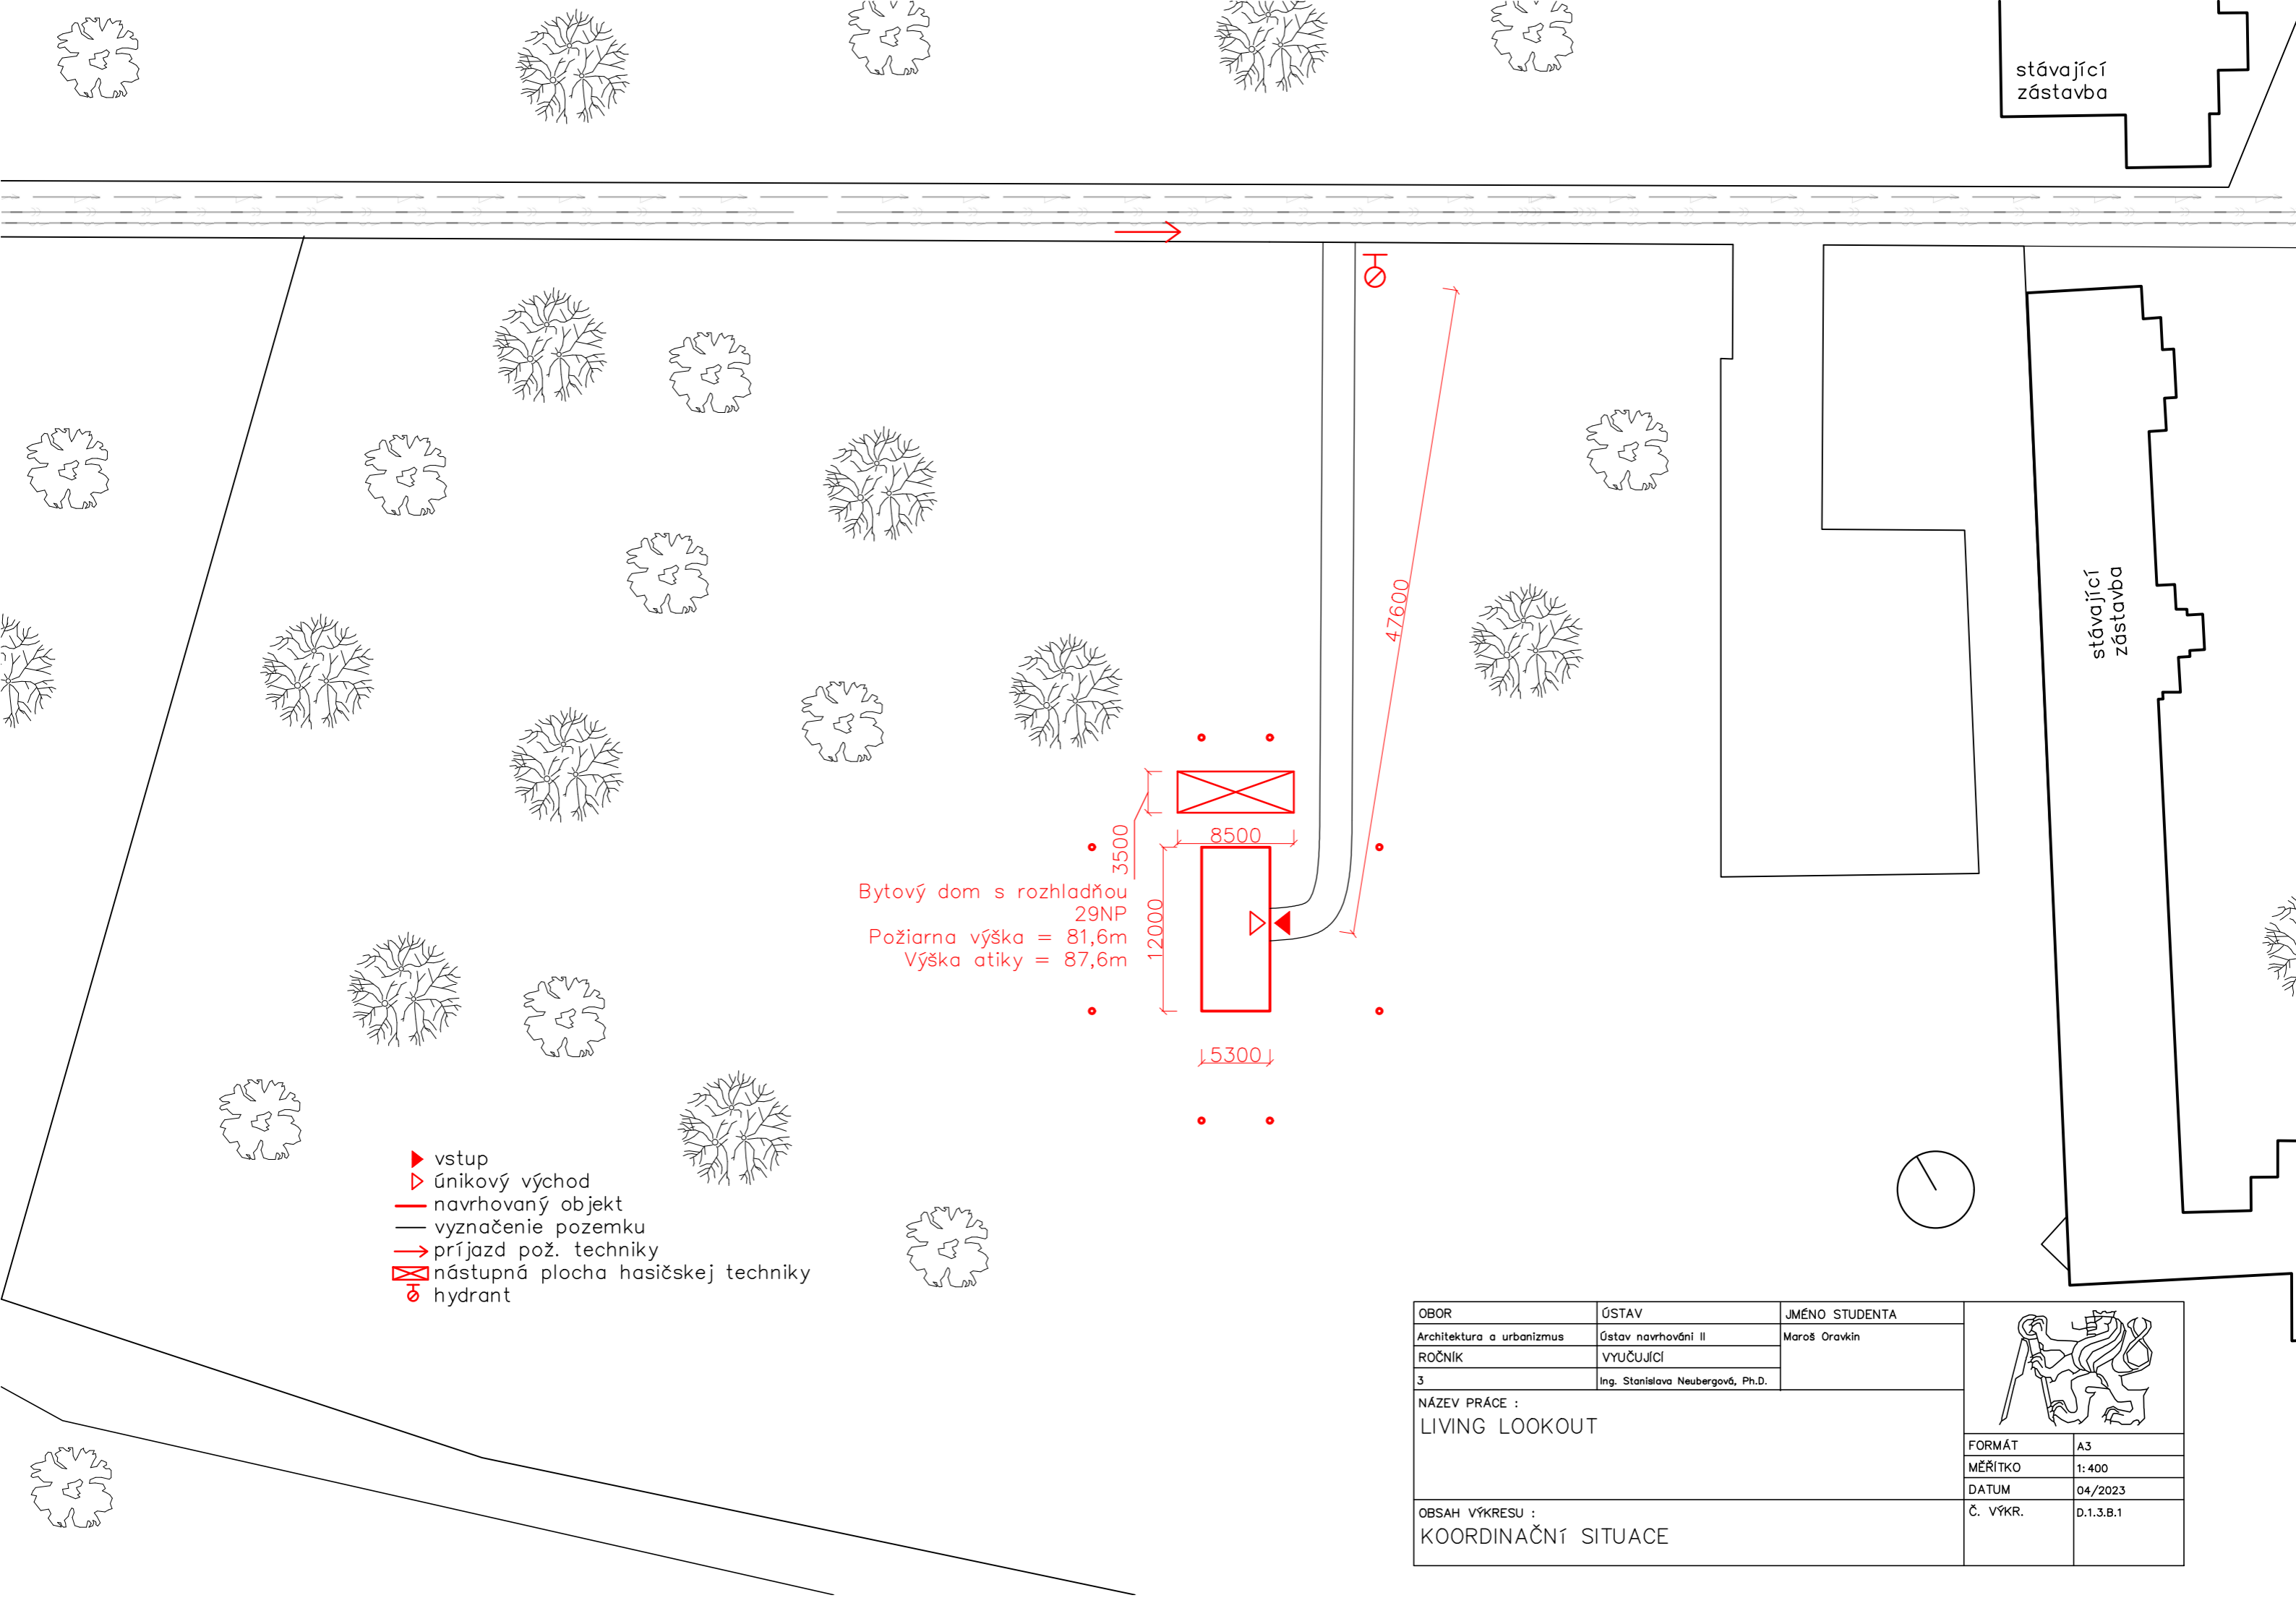 stávající
zástavba
47600
stávající
zástavba
3500
8500
Bytový dom s rozhladňou
29NP
Požiarna výška = 81,6m
Výška atiky = 87,6m
12000
5300
vstup
únikový východ
navrhovaný objekt
vyznačenie pozemku
príjazd pož. techniky
nástupná plocha hasičskej techniky
hydrant
OBOR
ÚSTAV
JMÉNO STUDENTA
Architektura a urbanizmus
Ústav navrhování II
Maroš Oravkin
ROČNÍK
VYUČUJÍCÍ
3
Ing. Stanislava Neubergová, Ph.D.
NÁZEV PRÁCE :
LIVING LOOKOUT
FORMÁT
A3
MĚŘÍTKO
1:400
DATUM
04/2023
OBSAH VÝKRESU :
KOORDINAČNí SITUACE
Č. VÝKR.
D.1.3.B.1